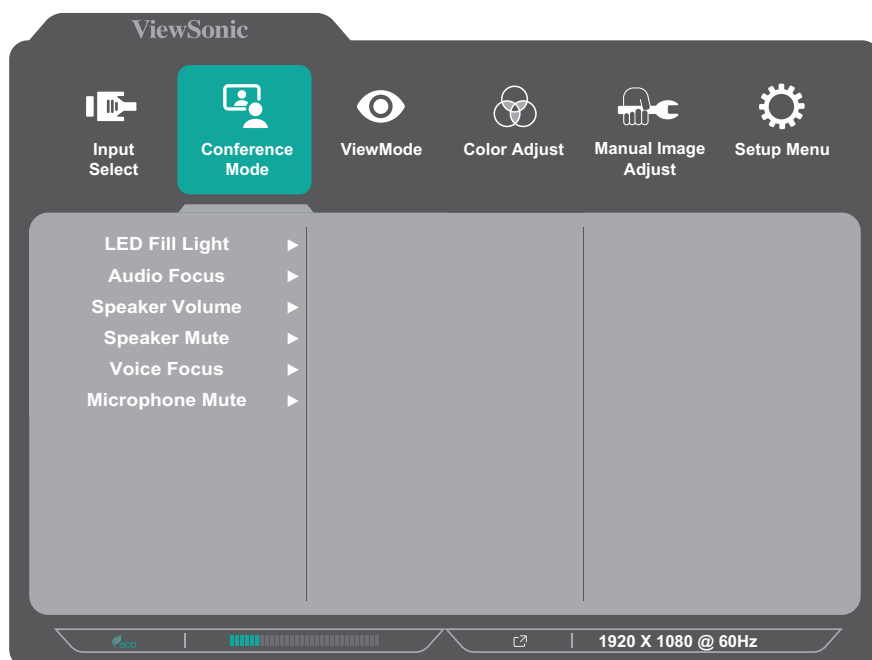 ViewSonic
Input
Select
Conference
Mode
ViewMode
Color Adjust
Manual Image
Adjust
Setup Menu
LED Fill Light
Audio Focus
Speaker Volume
Speaker Mute
Voice Focus
Microphone Mute
eco
1920 X 1080 @ 60Hz